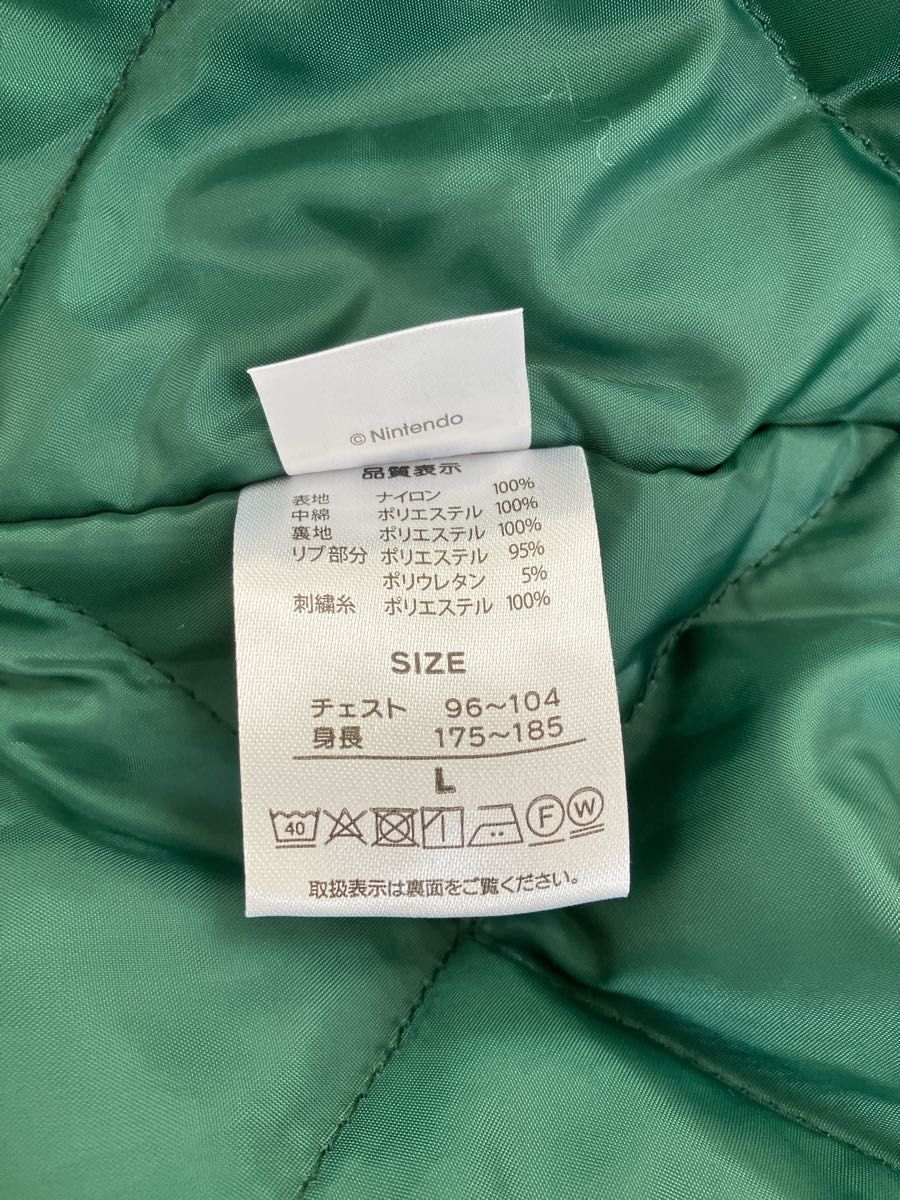 © Nintendo
品質表示
表地 ナイロン 100%
中綿 ポリエステル 100%
裏地 ポリエステル 100%
リブ部分 ポリエステル 95%
ポリウレタン 5%
刺繍糸 ポリエステル 100%
SIZE
チェスト 96〜104
身長 175〜185
L
40 F W
取扱表示は裏面をご覧ください。